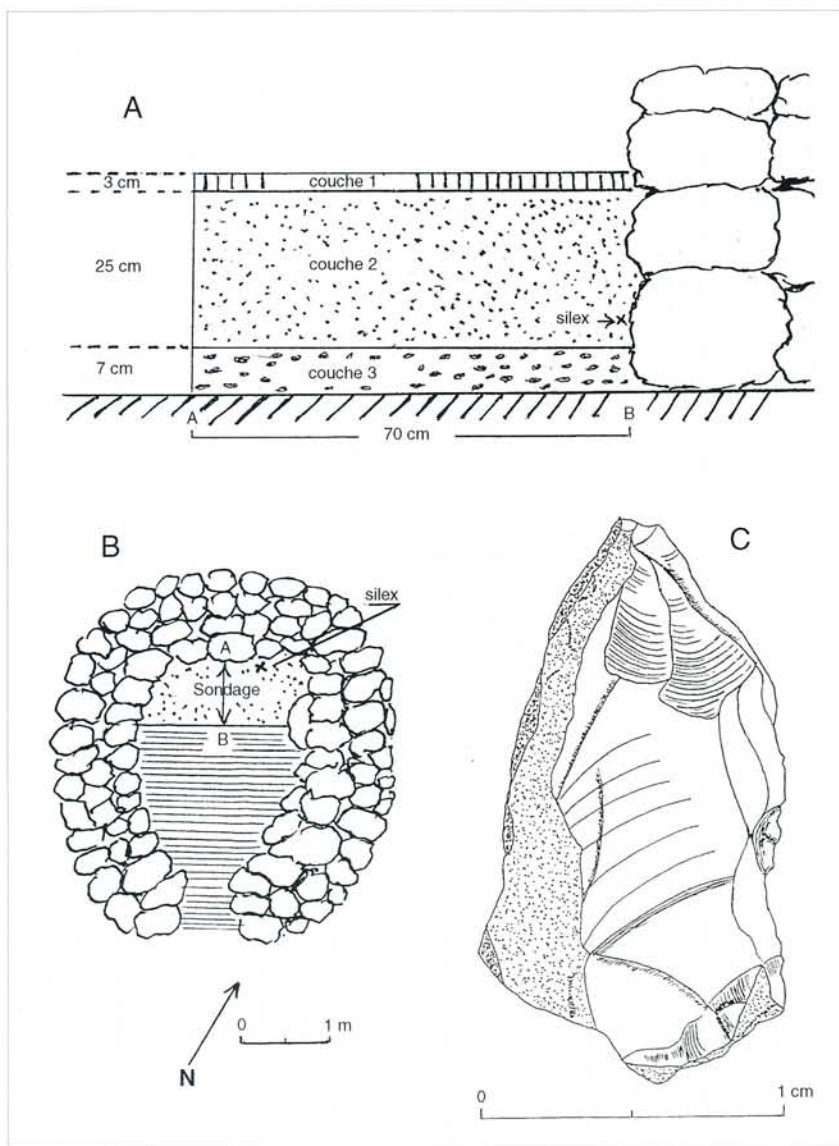 A
3 cm
couche 1
25 cm
couche 2
silex
7 cm
couche 3
A
B
70 cm
B
silex
A
Sondage
B
N
0
1 m
C
0
1 cm